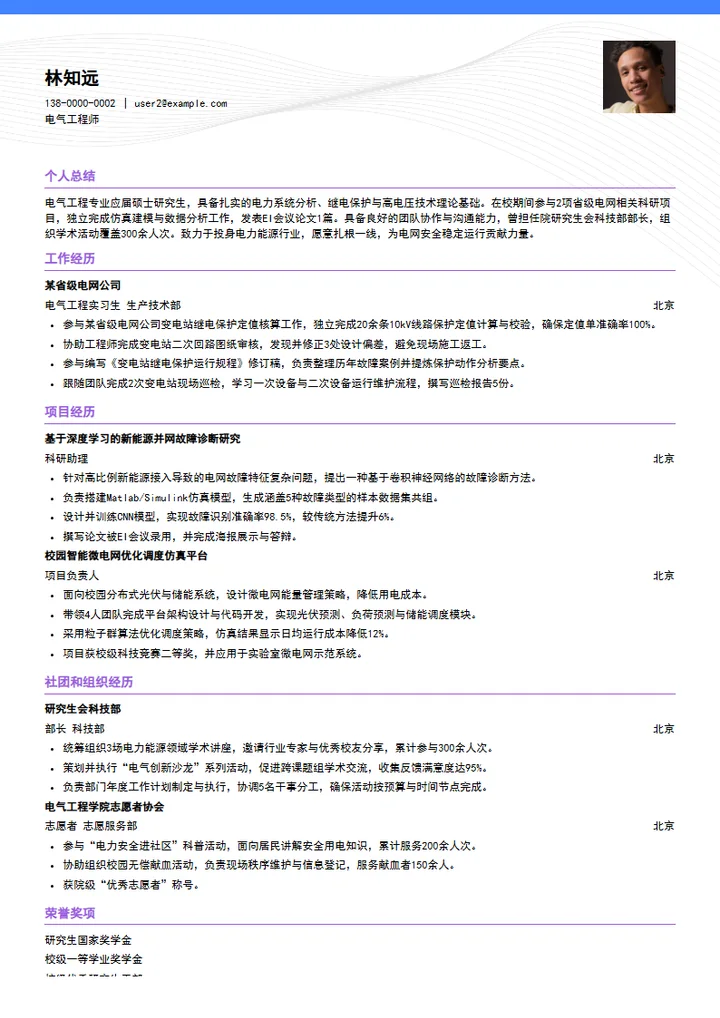 林知远
138-0000-0002 | user2@example.com
电气工程师
个人总结
电气工程专业应届硕士研究生，具备扎实的电力系统分析、继电保护与高电压技术理论基础。在校期间参与2项省级电网相关科研项
目，独立完成仿真建模与数据分析工作，发表EI会议论文1篇。具备良好的团队协作与沟通能力，曾担任院研究生会科技部部长，组
织学术活动覆盖300余人次。致力于投身电力能源行业，愿意扎根一线，为电网安全稳定运行贡献力量。
工作经历
某省级电网公司
电气工程实习生 生产技术部 北京
• 参与某省级电网公司变电站继电保护定值核算工作，独立完成20余条10kV线路保护定值计算与校验，确保定值单准确率100%。
• 协助工程师完成变电站二次回路图纸审核，发现并修正3处设计偏差，避免现场施工返工。
• 参与编写《变电站继电保护运行规程》修订稿，负责整理历年故障案例并提炼保护动作分析要点。
• 跟随团队完成2次变电站现场巡检，学习一次设备与二次设备运行维护流程，撰写巡检报告5份。
项目经历
基于深度学习的新能源并网故障诊断研究
科研助理 北京
• 针对高比例新能源接入导致的电网故障特征复杂问题，提出一种基于卷积神经网络的故障诊断方法。
• 负责搭建Matlab/Simulink仿真模型，生成涵盖5种故障类型的样本数据集共组。
• 设计并训练CNN模型，实现故障识别准确率98.5%，较传统方法提升6%。
• 撰写论文被EI会议录用，并完成海报展示与答辩。
校园智能微电网优化调度仿真平台
项目负责人 北京
• 面向校园分布式光伏与储能系统，设计微电网能量管理策略，降低用电成本。
• 带领4人团队完成平台架构设计与代码开发，实现光伏预测、负荷预测与储能调度模块。
• 采用粒子群算法优化调度策略，仿真结果显示日均运行成本降低12%。
• 项目获校级科技竞赛二等奖，并应用于实验室微电网示范系统。
社团和组织经历
研究生会科技部
部长 科技部 北京
• 统筹组织3场电力能源领域学术讲座，邀请行业专家与优秀校友分享，累计参与300余人次。
• 策划并执行“电气创新沙龙”系列活动，促进跨课题组学术交流，收集反馈满意度达95%。
• 负责部门年度工作计划制定与执行，协调5名干事分工，确保活动按预算与时间节点完成。
电气工程学院志愿者协会
志愿者 志愿服务部 北京
• 参与“电力安全进社区”科普活动，面向居民讲解安全用电知识，累计服务200余人次。
• 协助组织校园无偿献血活动，负责现场秩序维护与信息登记，服务献血者150余人。
• 获院级“优秀志愿者”称号。
荣誉奖项
研究生国家奖学金
校级一等学业奖学金